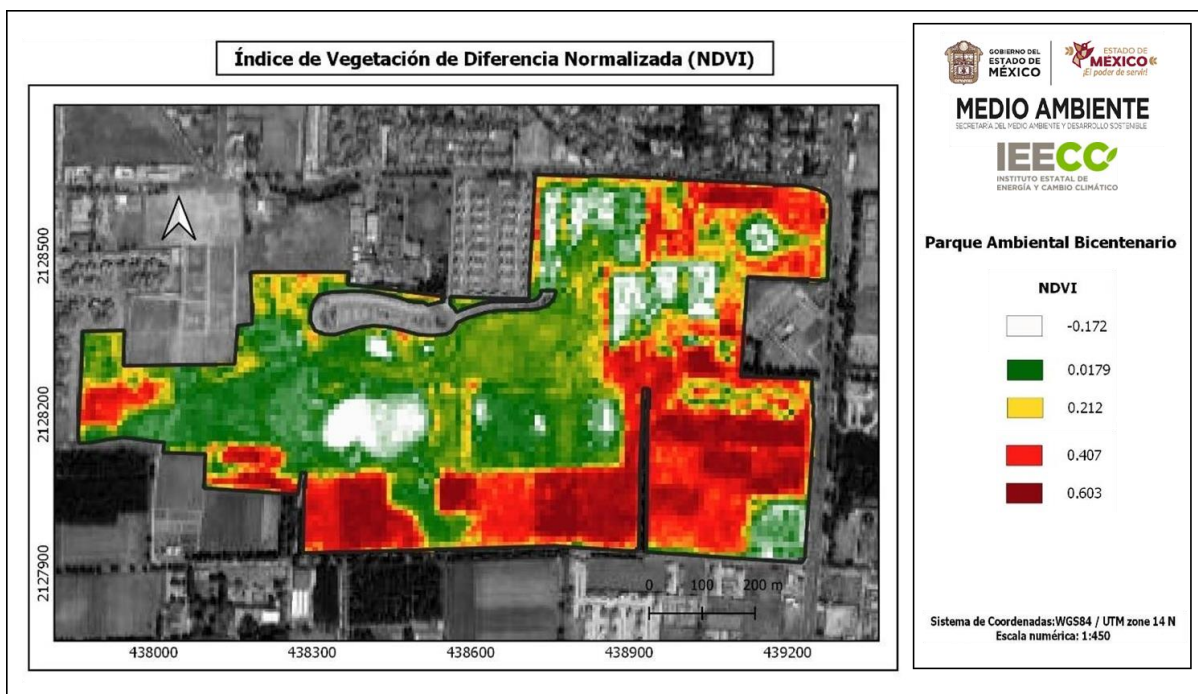 Índice de Vegetación de Diferencia Normalizada (NDVI)
2128500
2128200
2127900
438000
438300
438600
438900
439200
0 100 200 m
GOBIERNO DEL
ESTADO DE
MÉXICO
ESTADO DE
MÉXICO
¡El poder de servir!
MEDIO AMBIENTE
SECRETARÍA DEL MEDIO AMBIENTE Y DESARROLLO SOSTENIBLE
IEECC
INSTITUTO ESTATAL DE
ENERGÍA Y CAMBIO CLIMÁTICO
Parque Ambiental Bicentenario
NDVI
-0.172
0.0179
0.212
0.407
0.603
Sistema de Coordenadas:WGS84 / UTM zone 14 N
Escala numérica: 1:450